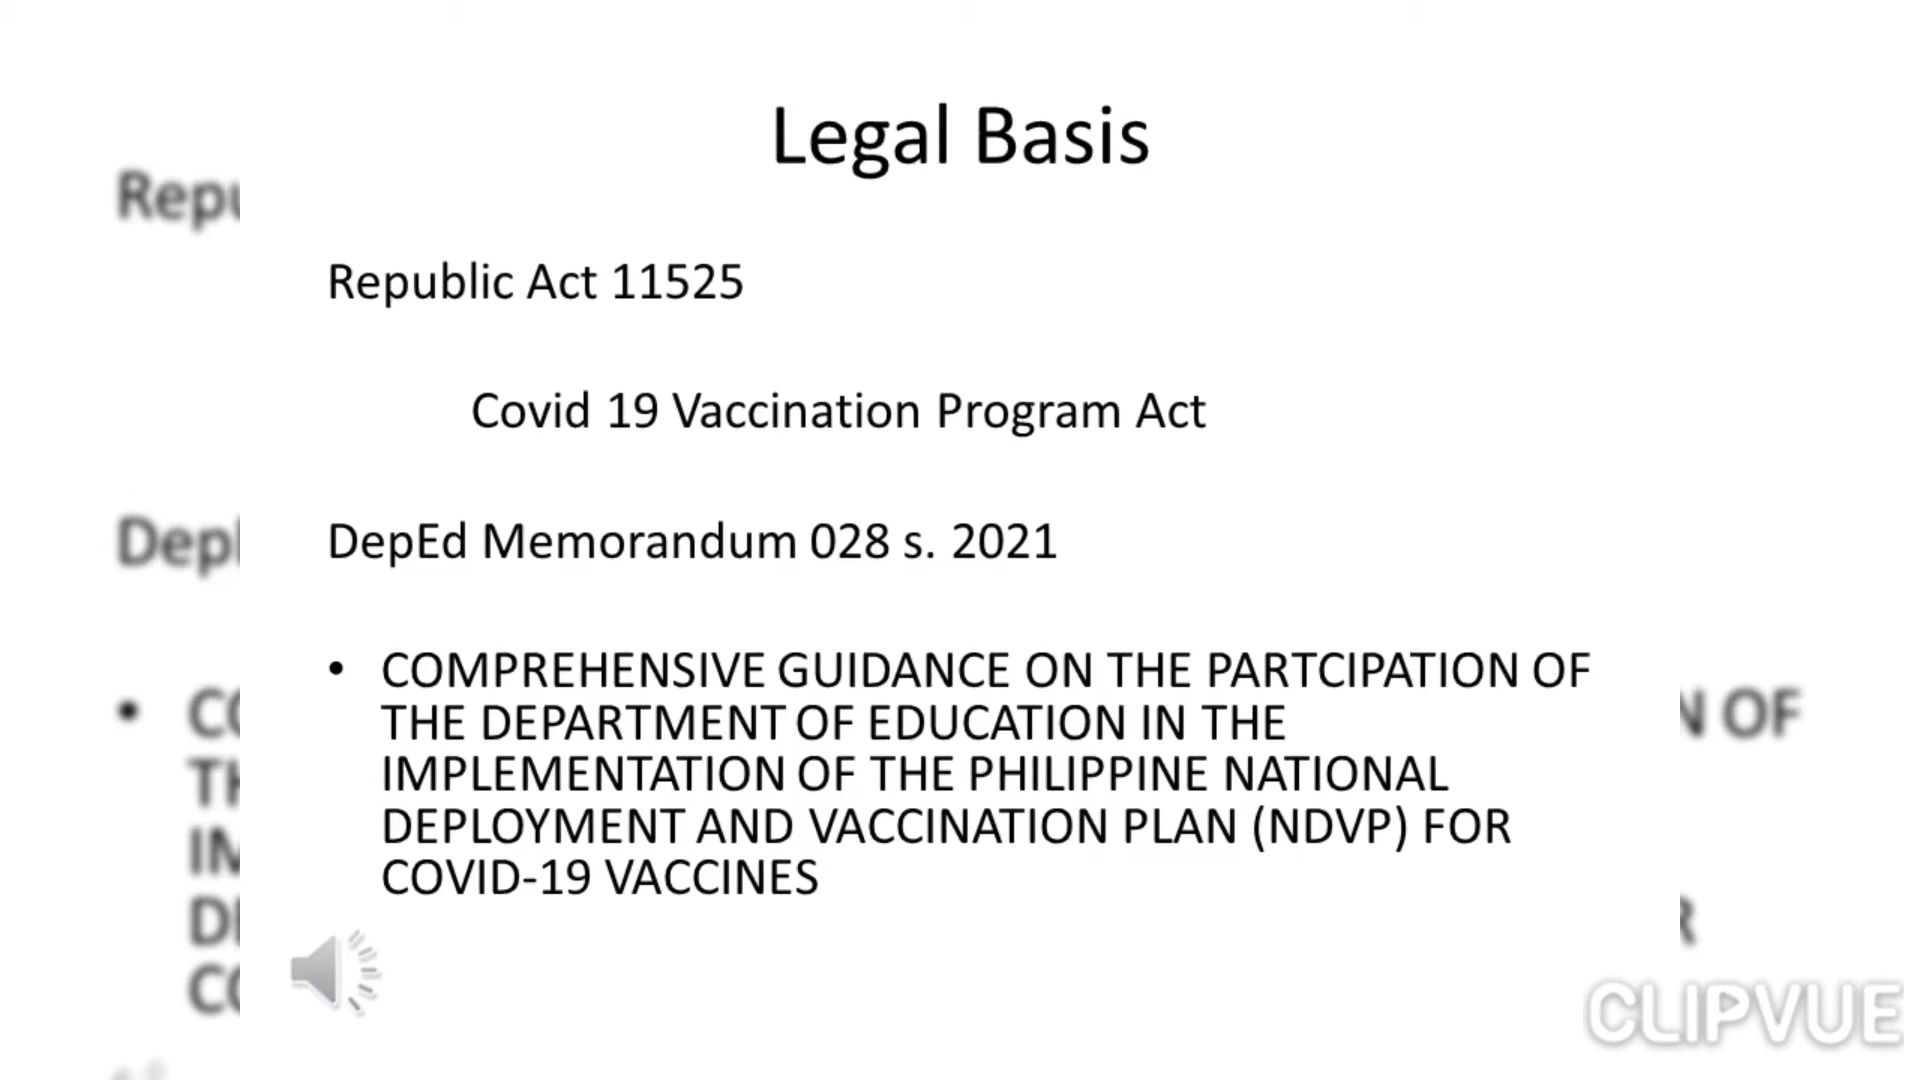 Legal Basis
Republic Act 11525
Covid 19 Vaccination Program Act
DepEd Memorandum 028 s. 2021
• COMPREHENSIVE GUIDANCE ON THE PARTCIPATION OF
THE DEPARTMENT OF EDUCATION IN THE
IMPLEMENTATION OF THE PHILIPPINE NATIONAL
DEPLOYMENT AND VACCINATION PLAN (NDVP) FOR
COVID-19 VACCINES
CLIPVUE